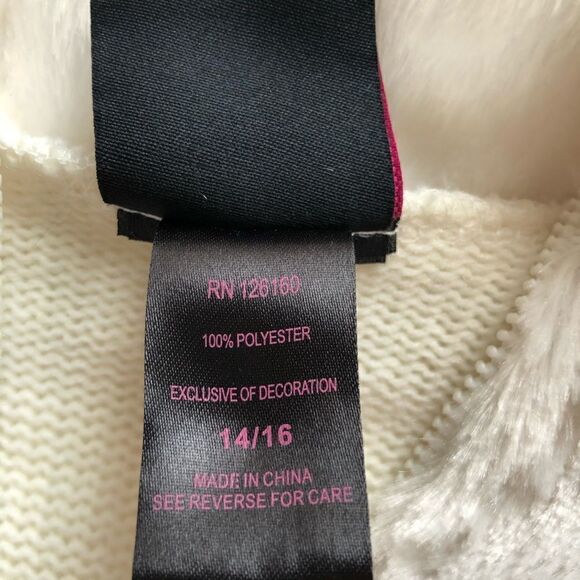 RN 126160
100% POLYESTER
EXCLUSIVE OF DECORATION
14/16
MADE IN CHINA
SEE REVERSE FOR CARE